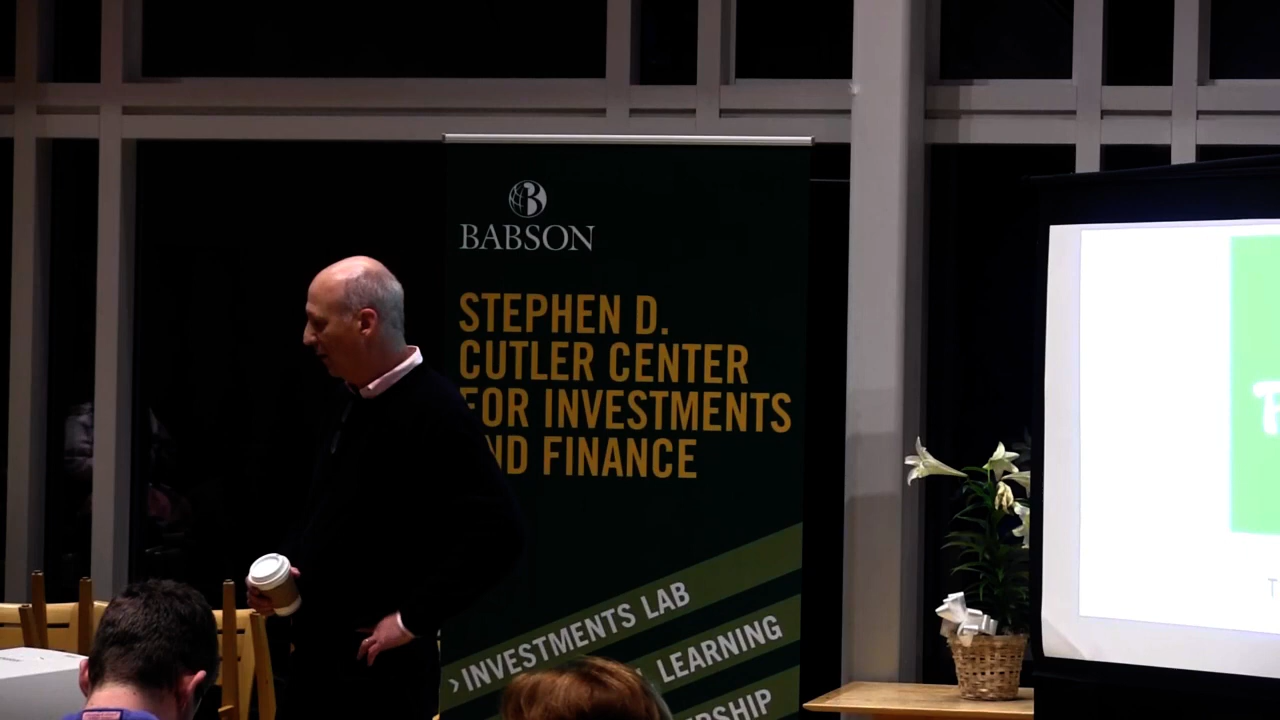 BABSON
STEPHEN D.
CUTLER CENTER
FOR INVESTMENTS
AND FINANCE
› INVESTMENTS LAB
LEARNING